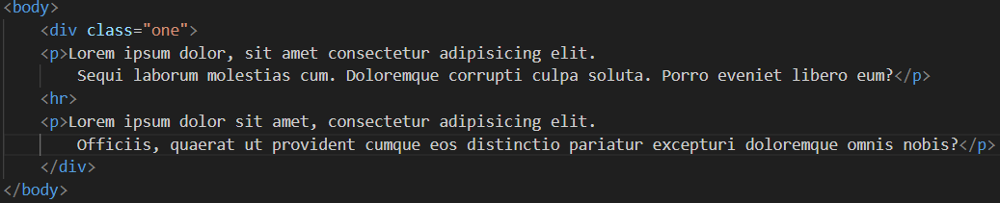 <body>
<div class="one">
<p>Lorem ipsum dolor, sit amet consectetur adipisicing elit.
Sequi laborum molestias cum. Doloremque corrupti culpa soluta. Porro eveniet libero eum?</p>
<hr>
<p>Lorem ipsum dolor sit amet, consectetur adipisicing elit.
Officiis, quaerat ut provident cumque eos distinctio pariatur excepturi doloremque omnis nobis?</p>
</div>
</body>